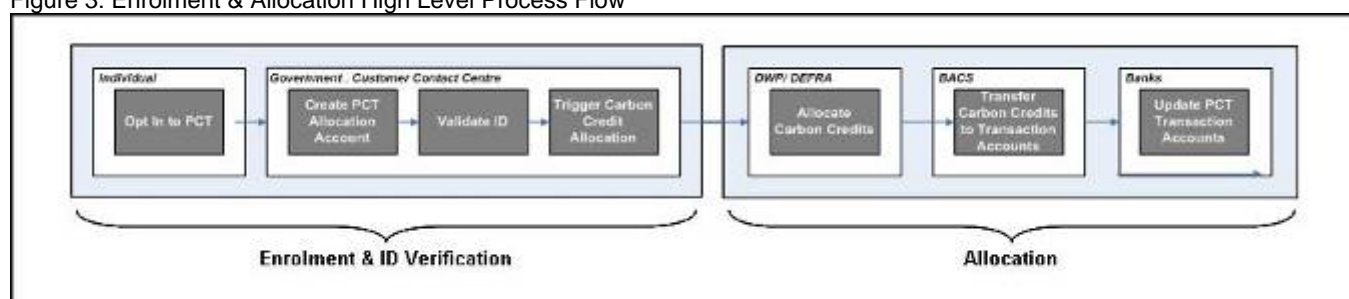 Figure 3: Enrolment & Allocation High Level Process Flow
Individual
Opt In to PCT
Government . Customer Contact Centre
Create PCT
Allocation
Account
Validate ID
Trigger Carbon
Credit
Allocation
DWP/ DEFRA
Allocate
Carbon Credits
BACS
Transfer
Carbon Credits
to Transaction
Accounts
Banks
Update PCT
Transaction
Accounts
Enrolment & ID Verification
Allocation